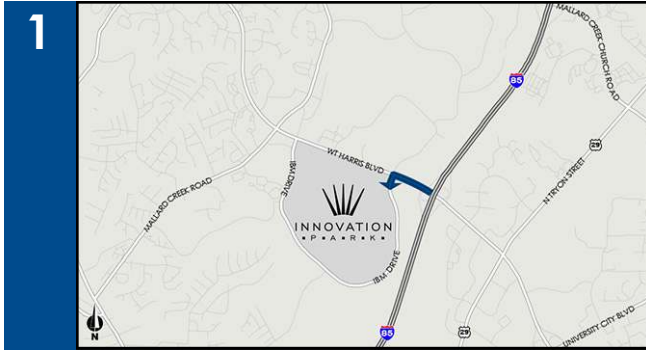 1
MALLARD CREEK CHURCH ROAD
85
29
WT HARRIS BLVD
IBM DRIVE
N TRYON STREET
MALLARD CREEK ROAD
INNOVATION
P•A•R•K
IBM DRIVE
N
85
29
UNIVERSITY CITY BLVD